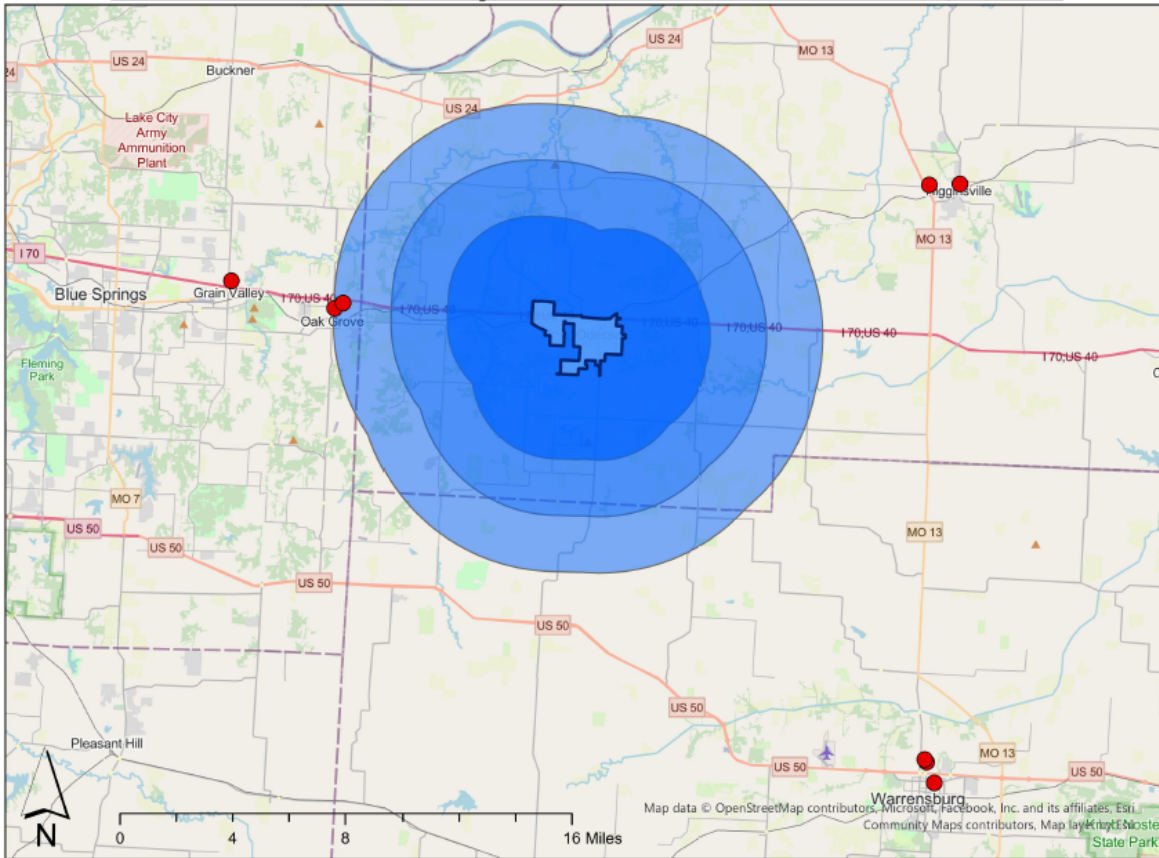 US 24
MO 13
24
US 24
Buckner
US 24
Lake City
Army
Ammunition
Plant
Higginsville
MO 13
I 70
Blue Springs
Grain Valley
I 70;US 40
I 70;US 40
I 70;US 40
I 70;US 40
I 70;US 40
I 70;US 40
Oak Grove
Fleming
Park
MO 7
US 50
US 50
US 50
MO 13
US 50
US 50
Pleasant Hill
MO 13
US 50
US 50
Warrensburg
Map data © OpenStreetMap contributors, Microsoft, Facebook, Inc. and its affiliates, Esri
Community Maps contributors, Map layer by Esri
State Park
N
0 4 8 16 Miles